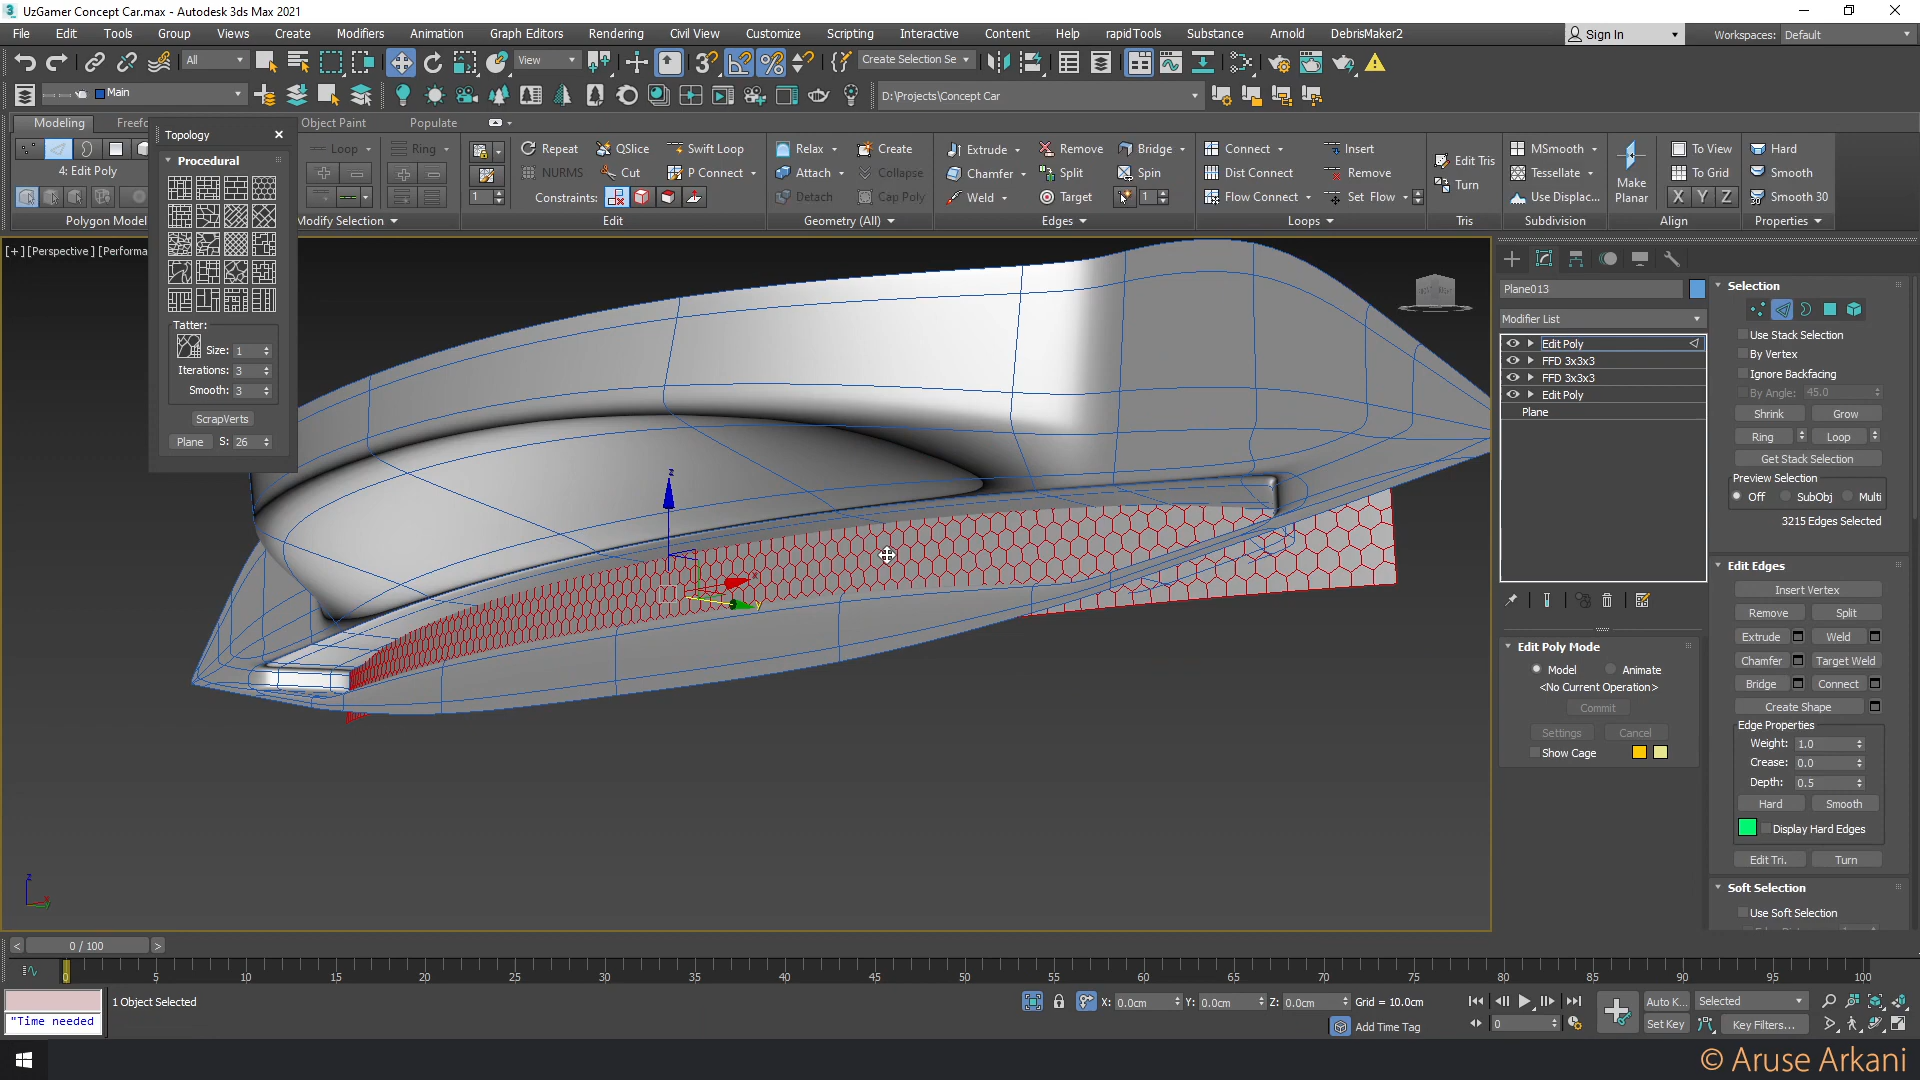 UzGamer Concept Car.max - Autodesk 3ds Max 2021
File Edit Tools Group Views Create Modifiers Animation Graph Editors Rendering Civil View Customize Scripting Interactive Content Help rapidTools Substance Arnold DebrisMaker2 Sign In Workspaces: Default
All View Create Selection Se
Main D:\Projects\Concept Car
Modeling Freefo Object Paint Populate
Topology
Procedural
Loop Ring Repeat QSlice Swift Loop Relax Create Extrude Remove Bridge Connect Insert MSmooth To View Hard
4: Edit Poly NURMS Cut P Connect Attach Collapse Chamfer Split Spin Dist Connect Remove Edit Tris Turn Tessellate Make Planar To Grid Smooth
1 Constraints: Detach Cap Poly Weld Target 1 Flow Connect Set Flow Use Displac... X Y Z Smooth 30
Polygon Model Modify Selection Edit Geometry (All) Edges Loops Tris Subdivision Align Properties
[+] [Perspective ] [Performa
Tatter:
Size: 1
Iterations: 3
Smooth: 3
ScrapVerts
Plane S: 26
z
x
y
z
Plane013
Modifier List
Edit Poly
FFD 3x3x3
FFD 3x3x3
Edit Poly
Plane
Edit Poly Mode
Model Animate
<No Current Operation>
Commit
Settings Cancel
Show Cage
Selection
Use Stack Selection
By Vertex
Ignore Backfacing
By Angle: 45.0
Shrink Grow
Ring Loop
Get Stack Selection
Preview Selection
Off SubObj Multi
3215 Edges Selected
Edit Edges
Insert Vertex
Remove Split
Extrude Weld
Chamfer Target Weld
Bridge Connect
Create Shape
Edge Properties
Weight: 1.0
Crease: 0.0
Depth: 0.5
Hard Smooth
Display Hard Edges
Edit Tri. Turn
Soft Selection
Use Soft Selection
< 0 / 100 >
0 5 10 15 20 25 30 35 40 45 50 55 60 65 70 75 80 85 90 95 100
1 Object Selected X: 0.0cm Y: 0.0cm Z: 0.0cm Grid = 10.0cm Auto K... Selected
"Time needed Add Time Tag 0 Set Key Key Filters...
© Aruse Arkani